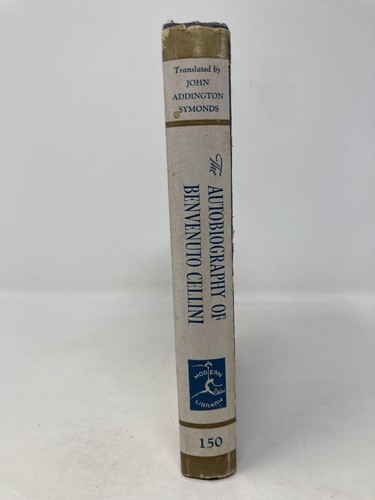 Translated by
JOHN
ADDINGTON
SYMONDS
The AUTOBIOGRAPHY OF
BENVENUTO CELLINI
MODERN
LIBRARY
150